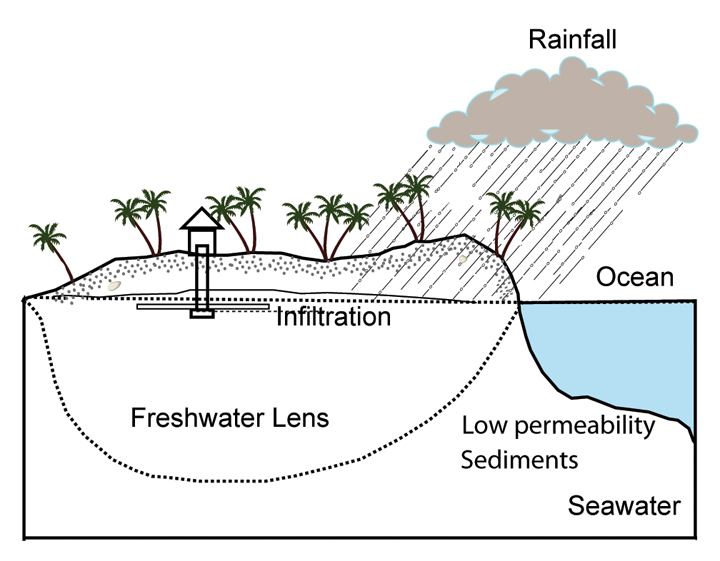 Rainfall
Ocean
Infiltration
Freshwater Lens
Low permeability
Sediments
Seawater